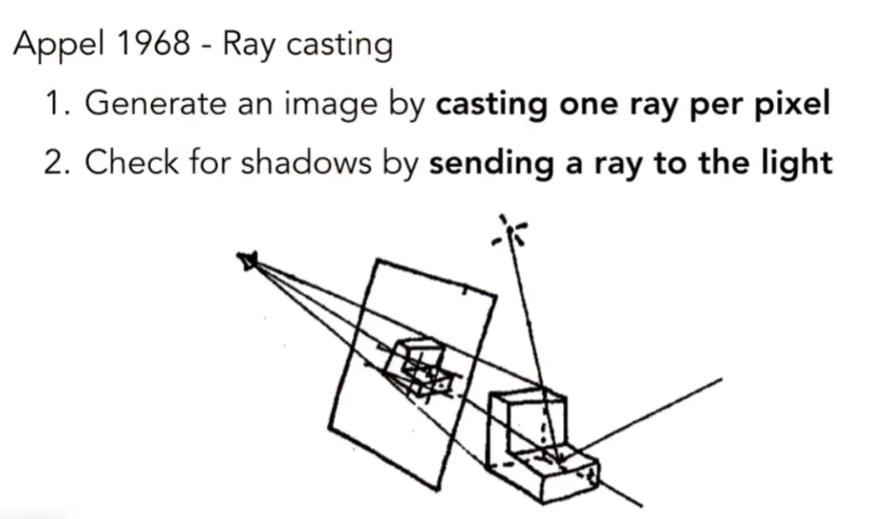 Appel 1968 - Ray casting
1. Generate an image by casting one ray per pixel
2. Check for shadows by sending a ray to the light